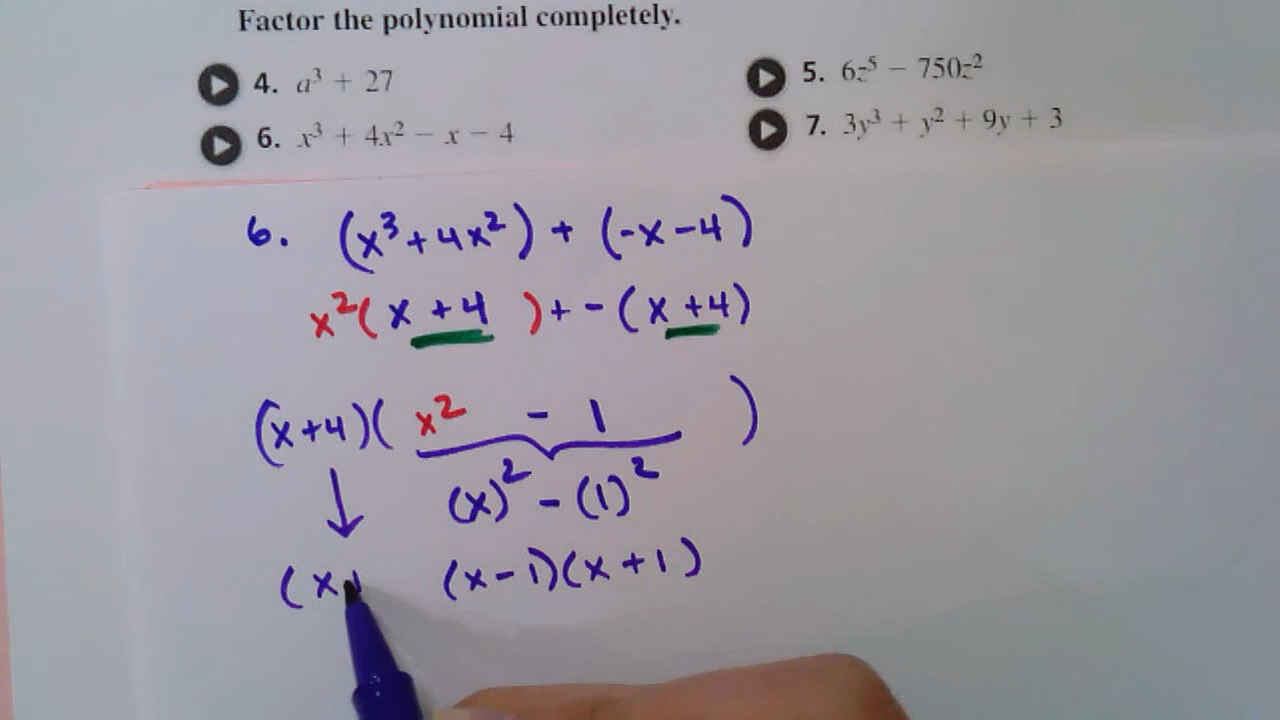 Factor the polynomial completely.
4. a³ + 27
5. 6z⁵ − 750z²
6. x³ + 4x² − x − 4
7. 3y³ + y² + 9y + 3
6. (x³+4x²) + (-x-4)
x²( x +4 ) + - (x +4)
(x+4)( x² - 1 )
(x)² - (1)²
(x (x-1)(x+1)